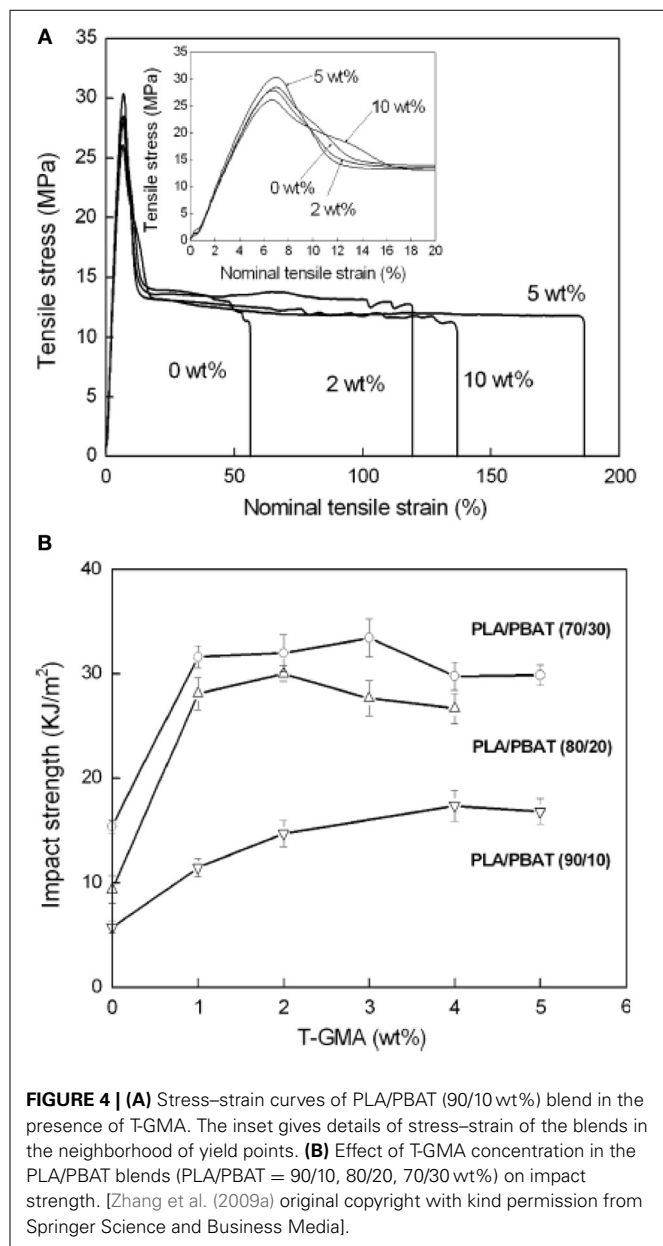 A
35
30
25
20
15
10
5
0
Tensile stress (MPa)
0
50
100
150
200
Nominal tensile strain (%)
0 wt%
2 wt%
10 wt%
5 wt%
35
30
25
20
15
10
5
0
Tensile stress (MPa)
0 2 4 6 8 10 12 14 16 18 20
Nominal tensile strain (%)
5 wt%
10 wt%
0 wt%
2 wt%
B
40
30
20
10
0
Impact strength (KJ/m²)
PLA/PBAT (70/30)
PLA/PBAT (80/20)
PLA/PBAT (90/10)
0 1 2 3 4 5 6
T-GMA (wt%)
FIGURE 4 | (A) Stress–strain curves of PLA/PBAT (90/10 wt%) blend in the
presence of T-GMA. The inset gives details of stress–strain of the blends in
the neighborhood of yield points. (B) Effect of T-GMA concentration in the
PLA/PBAT blends (PLA/PBAT = 90/10, 80/20, 70/30 wt%) on impact
strength. [Zhang et al. (2009a) original copyright with kind permission from
Springer Science and Business Media].